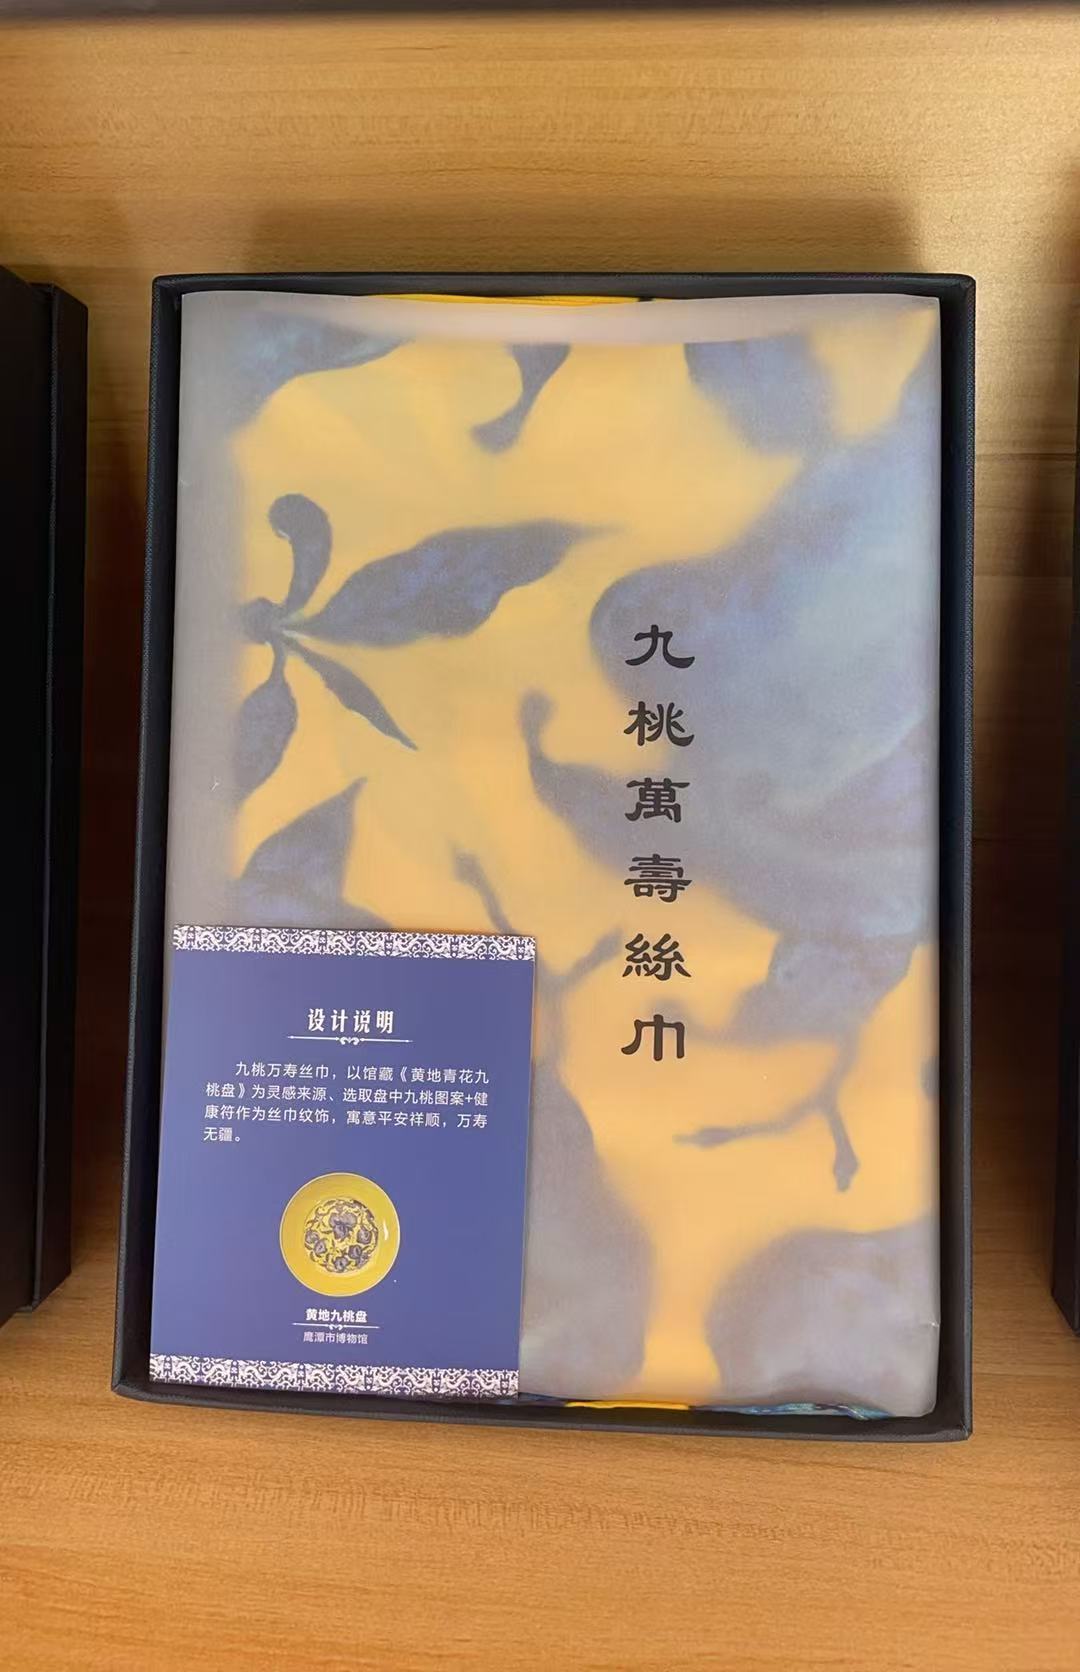 九桃萬壽絲巾
设计说明
九桃万寿丝巾，以馆藏《黄地青花九
桃盘》为灵感来源、选取盘中九桃图案+健
康符作为丝巾纹饰，寓意平安祥顺，万寿
无疆。
黄地九桃盘
鹰潭市博物馆